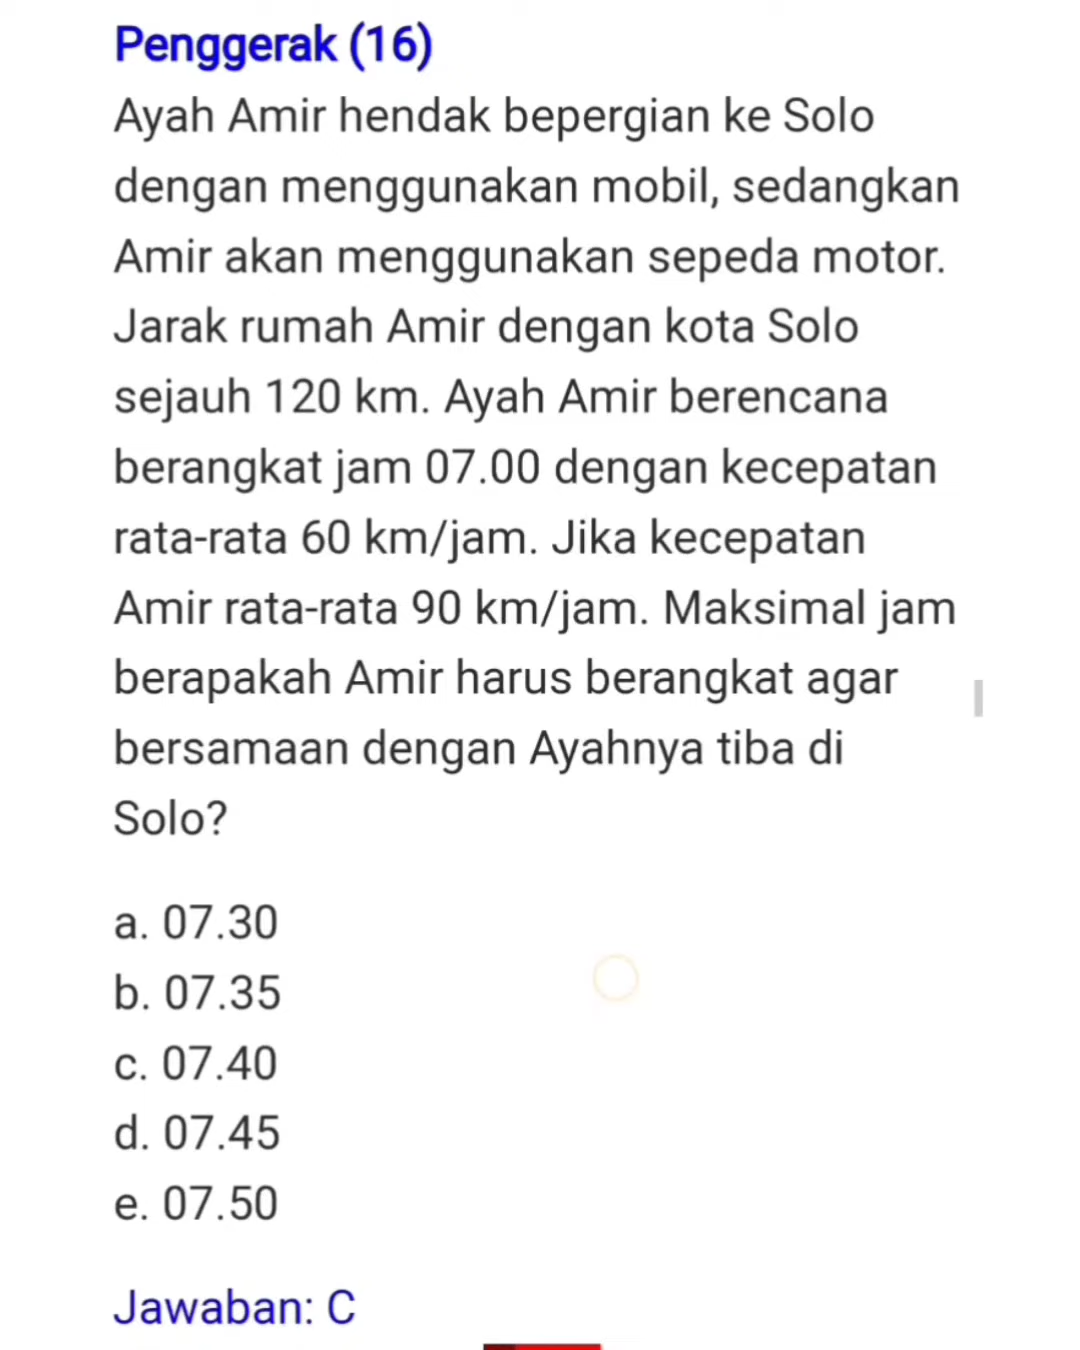 Penggerak (16)
Ayah Amir hendak bepergian ke Solo
dengan menggunakan mobil, sedangkan
Amir akan menggunakan sepeda motor.
Jarak rumah Amir dengan kota Solo
sejauh 120 km. Ayah Amir berencana
berangkat jam 07.00 dengan kecepatan
rata-rata 60 km/jam. Jika kecepatan
Amir rata-rata 90 km/jam. Maksimal jam
berapakah Amir harus berangkat agar
bersamaan dengan Ayahnya tiba di
Solo?
a. 07.30
b. 07.35
c. 07.40
d. 07.45
e. 07.50
Jawaban: C